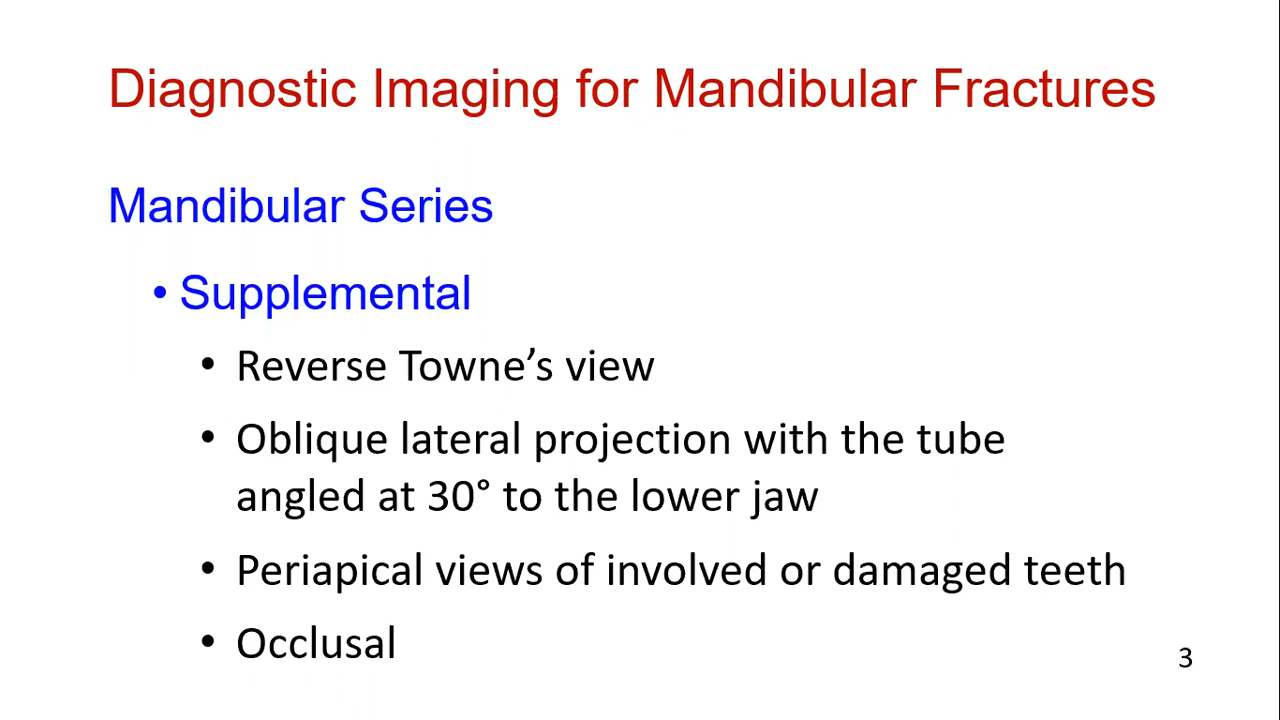 Diagnostic Imaging for Mandibular Fractures
Mandibular Series
• Supplemental
• Reverse Towne’s view
• Oblique lateral projection with the tube
angled at 30° to the lower jaw
• Periapical views of involved or damaged teeth
• Occlusal
3